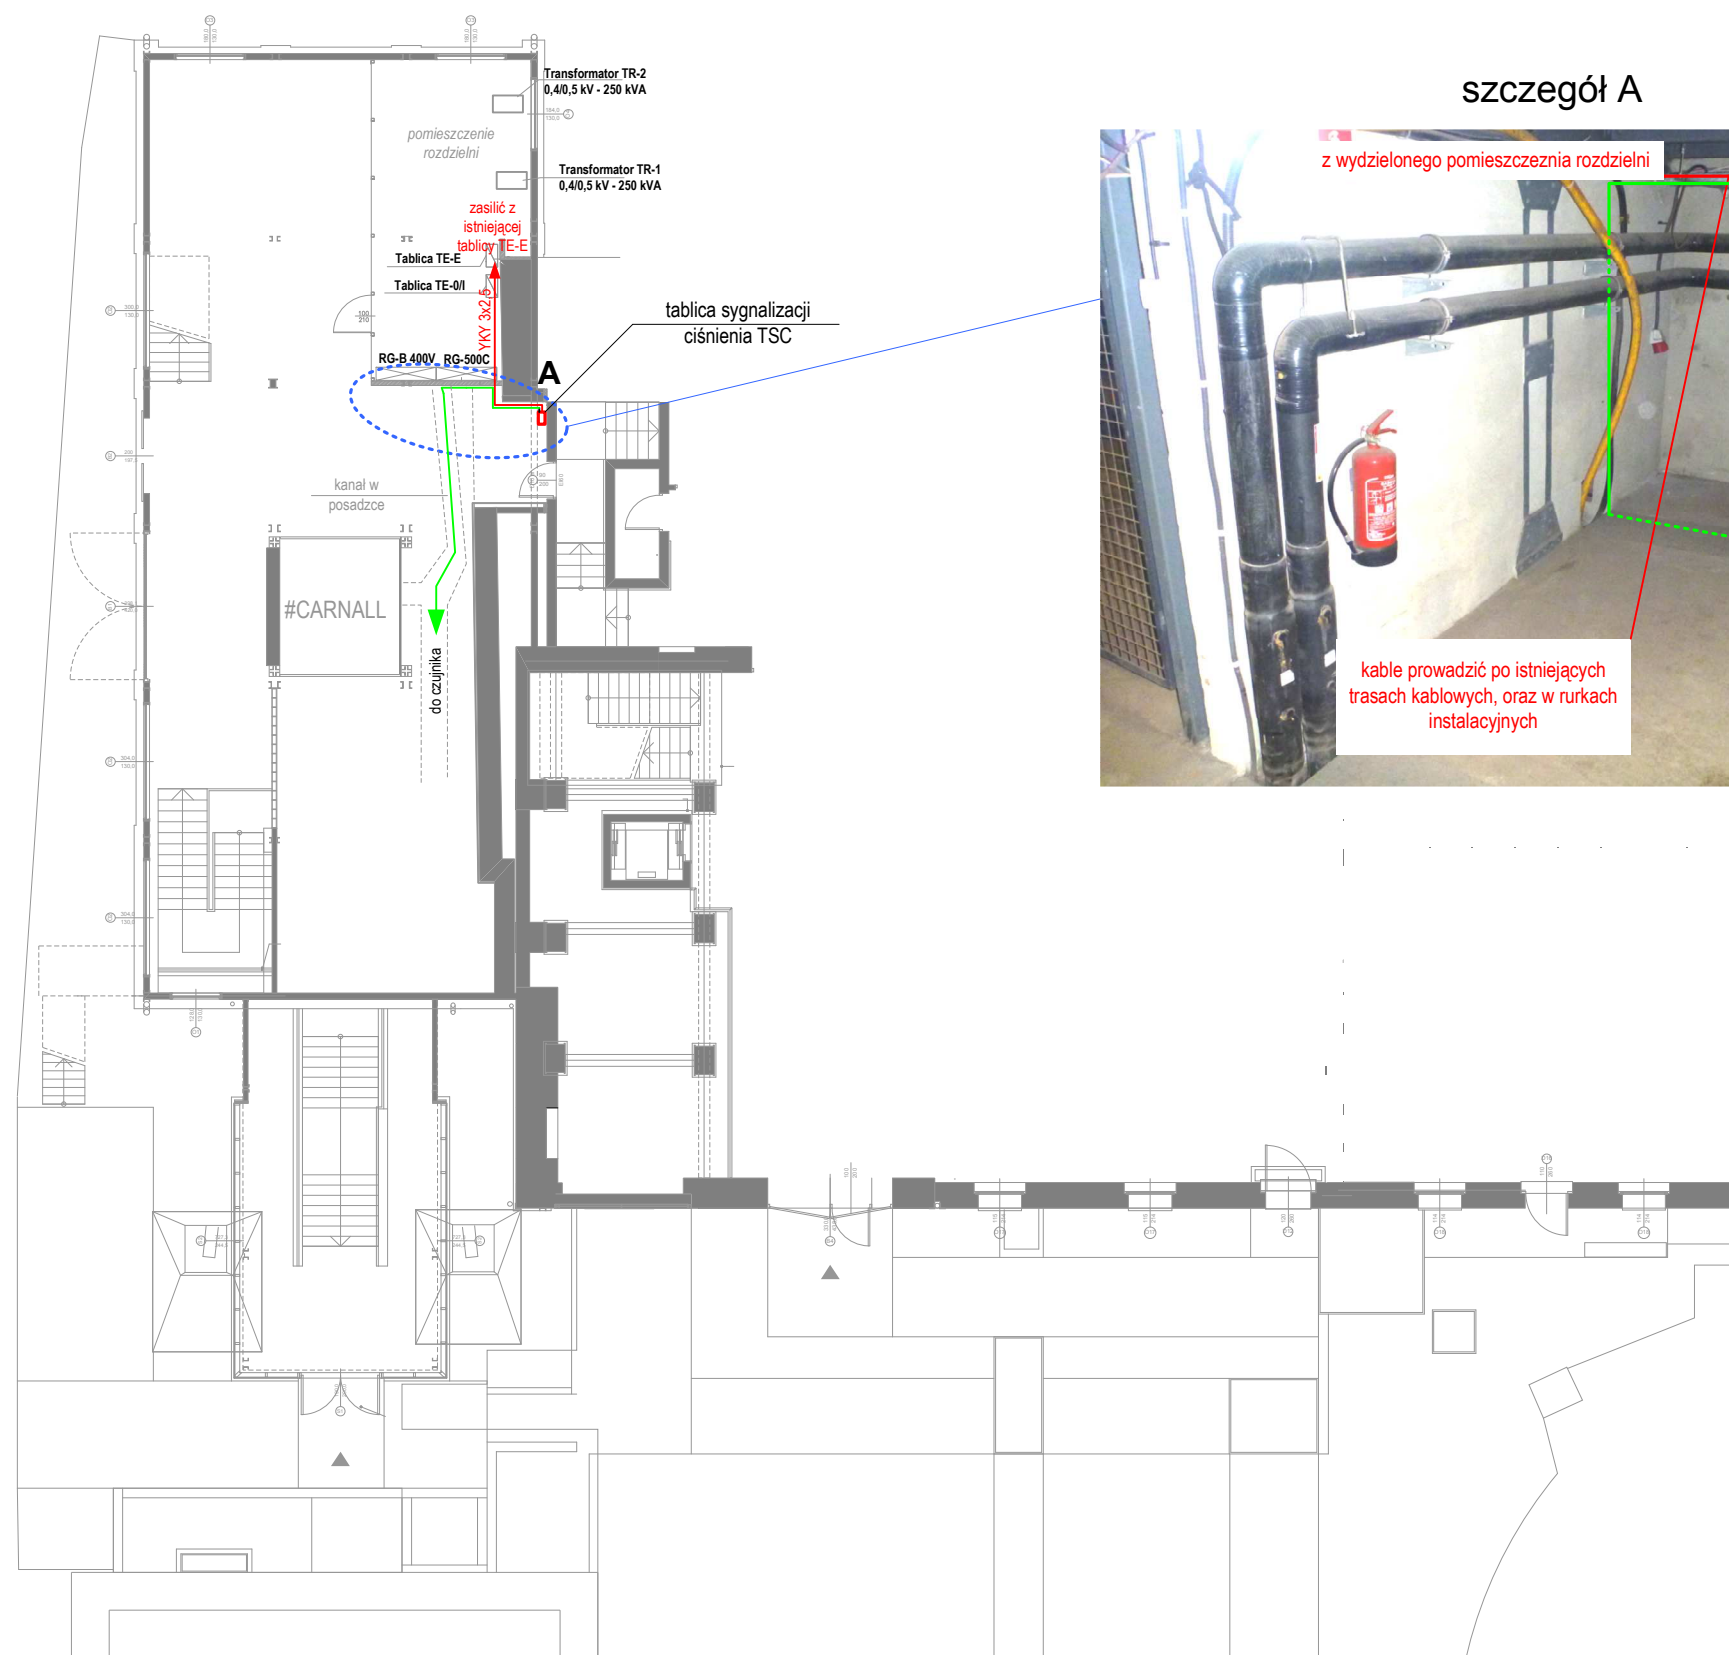 szczegół A
Transformator TR-2
0,4/0,5 kV - 250 kVA
pomieszczenie
rozdzielni
Transformator TR-1
0,4/0,5 kV - 250 kVA
z wydzielonego pomieszczeznia rozdzielni
zasilić z
istniejącej
tablicy TE-E
Tablica TE-E
Tablica TE-0/I
YKY 3x2,5
tablica sygnalizacji
ciśnienia TSC
RG-B 400V
RG-500C
A
kanał w
posadzce
#CARNALL
do czujnika
kable prowadzić po istniejących
trasach kablowych, oraz w rurkach
instalacyjnych
100
210